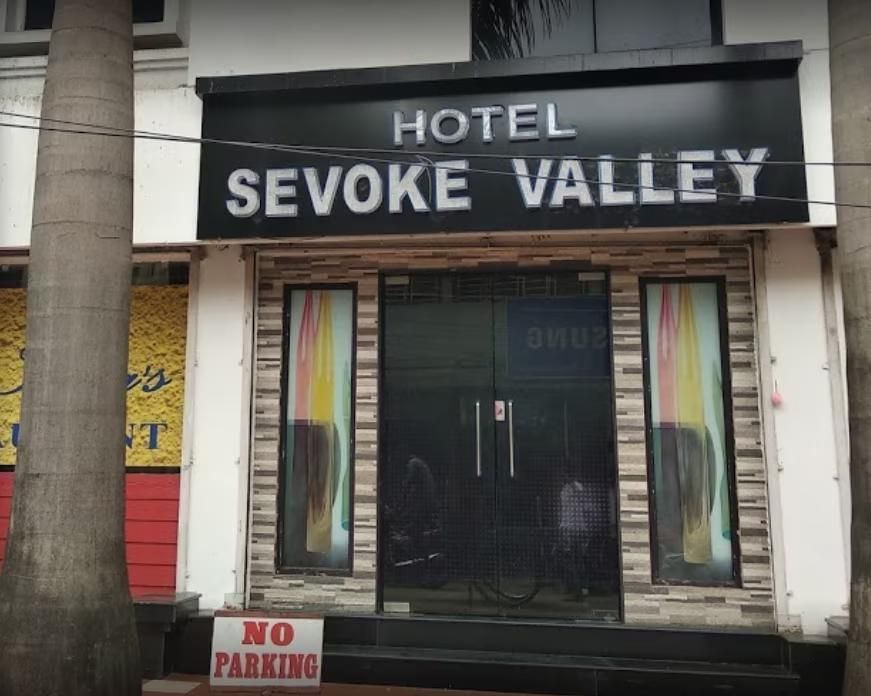 HOTEL
SEVOKE VALLEY
NO
PARKING